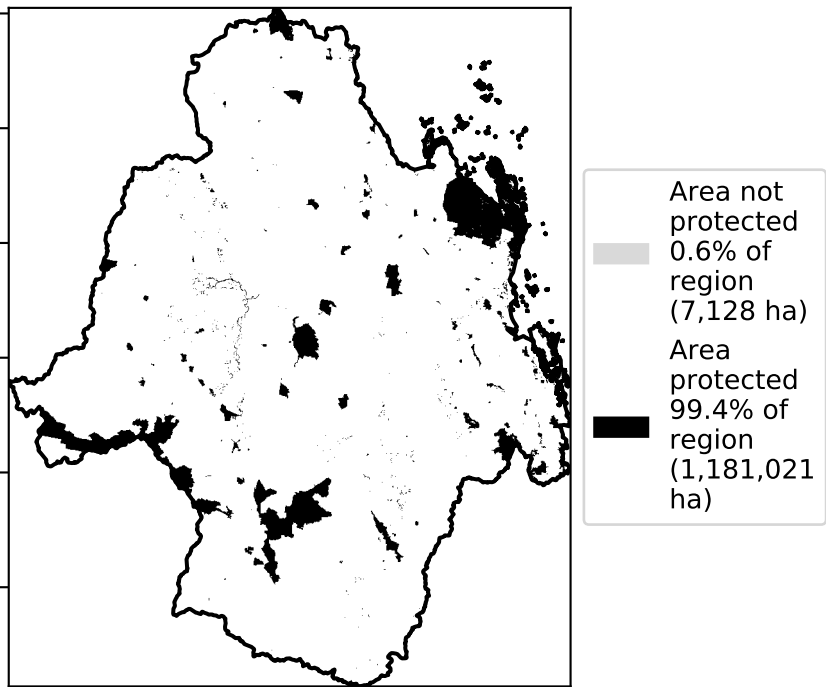 Area not
protected
0.6% of
region
(7,128 ha)
Area
protected
99.4% of
region
(1,181,021
ha)